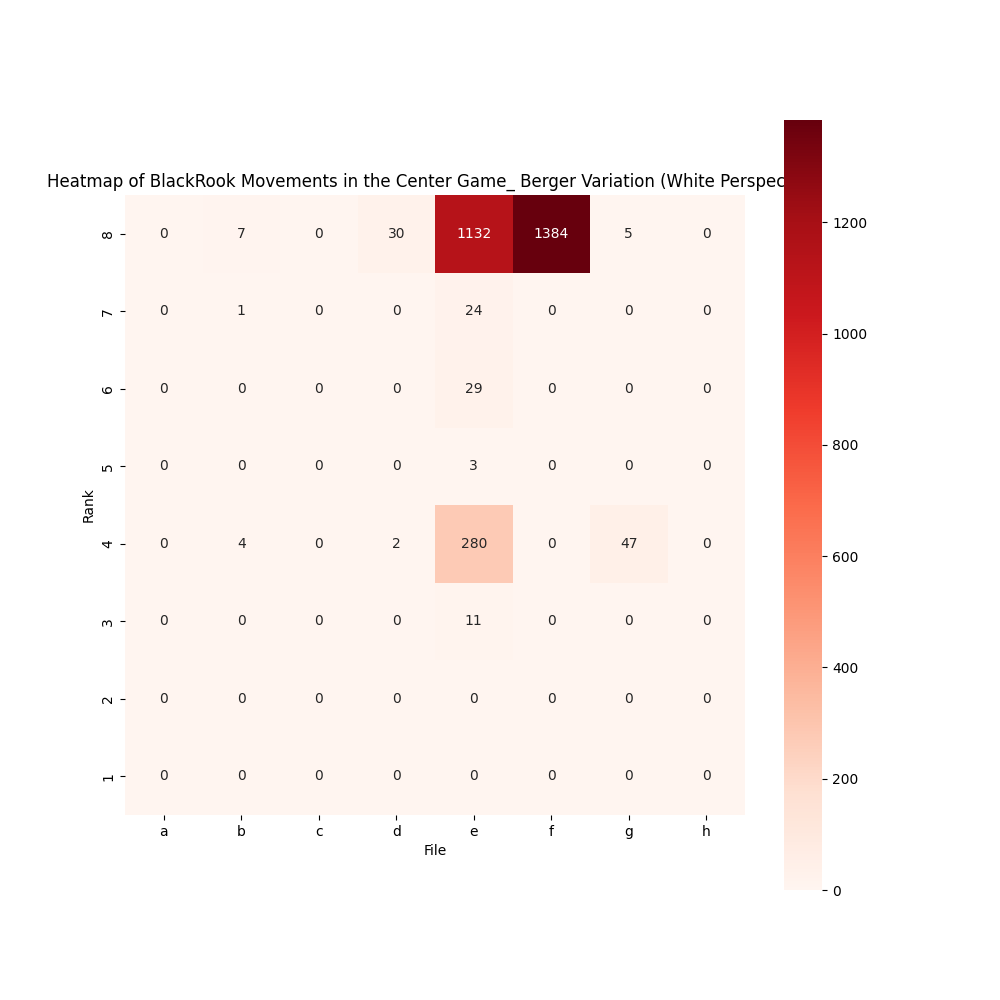 Heatmap of BlackRook Movements in the Center Game_ Berger Variation (White Perspec
8 0 7 0 30 1132 1384 5 0
7 0 1 0 0 24 0 0 0
6 0 0 0 0 29 0 0 0
5 0 0 0 0 3 0 0 0
4 0 4 0 2 280 0 47 0
3 0 0 0 0 11 0 0 0
2 0 0 0 0 0 0 0 0
1 0 0 0 0 0 0 0 0
a b c d e f g h
File
Rank
1200
1000
800
600
400
200
0